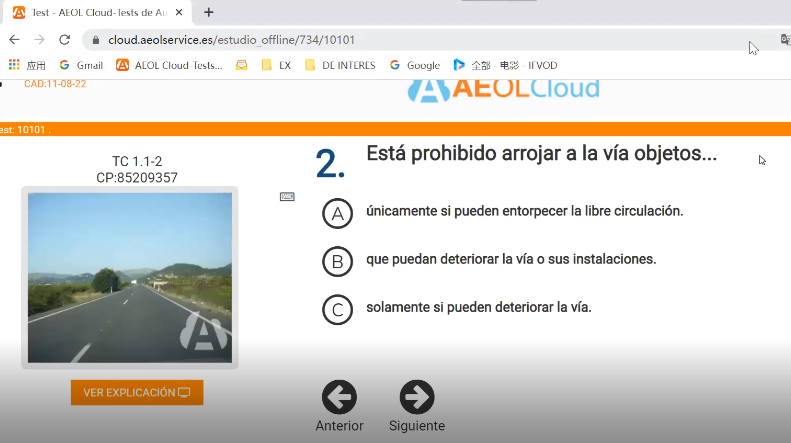 Test - AEOL Cloud-Tests de Au
cloud.aeolservice.es/estudio_offline/734/10101
应用 Gmail AEOL Cloud-Tests... EX DE INTERES Google 全部 - 电影 - IFVOD
CAD:11-08-22
AEOLCloud
est: 10101 .
TC 1.1-2
CP:85209357
2. Está prohibido arrojar a la vía objetos...
A únicamente si pueden entorpecer la libre circulación.
B que puedan deteriorar la vía o sus instalaciones.
C solamente si pueden deteriorar la vía.
VER EXPLICACIÓN
Anterior Siguiente